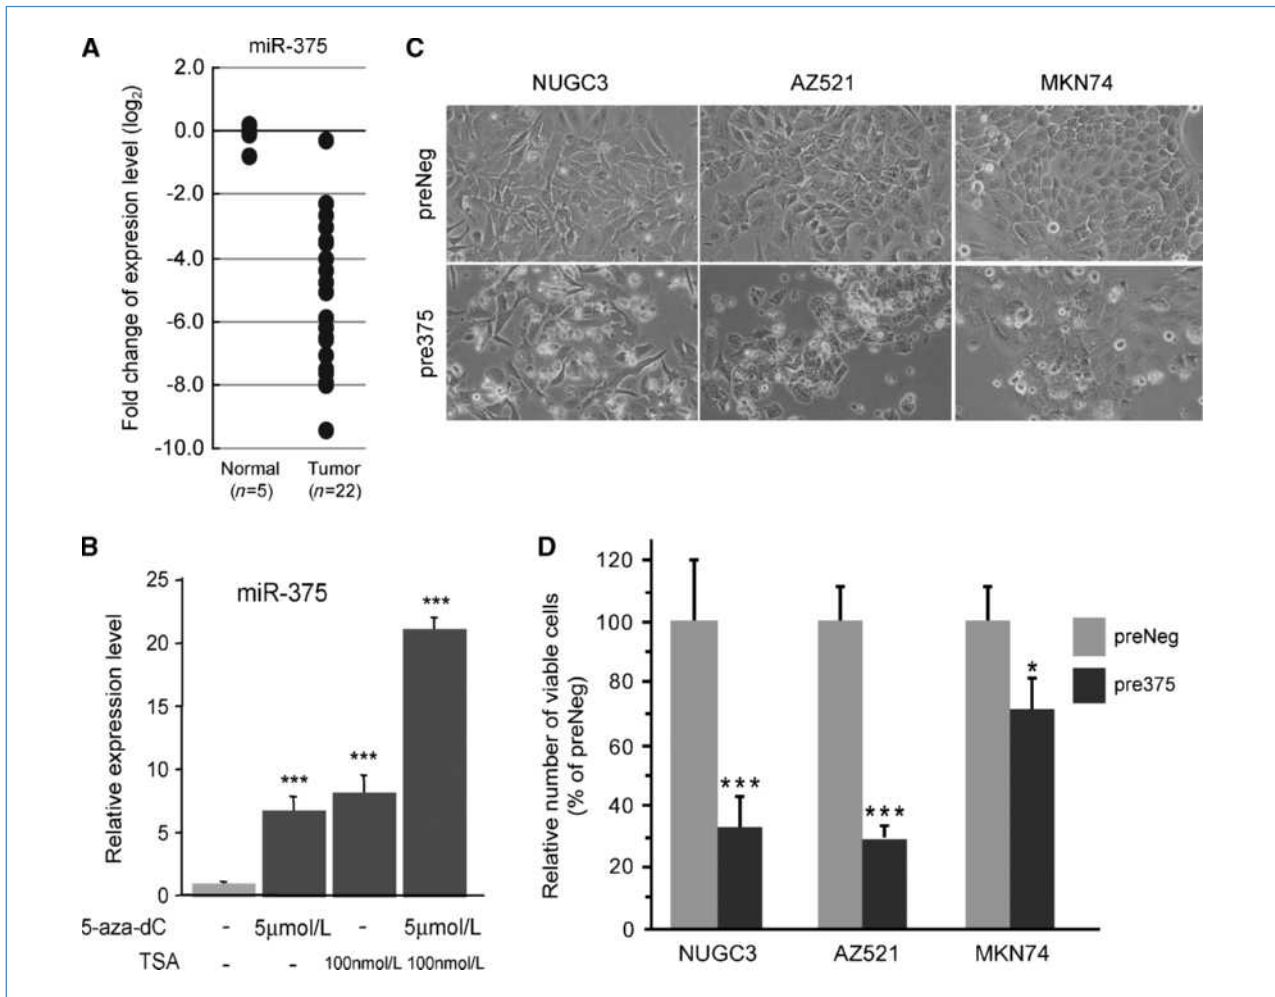 A
miR-375
Fold change of expresion level (log2)
2.0
0.0
-2.0
-4.0
-6.0
-8.0
-10.0
Normal
(n=5)
Tumor
(n=22)
C
NUGC3 AZ521 MKN74
preNeg
pre375
B
miR-375
Relative expression level
25
20
15
10
5
0
***
***
***
5-aza-dC - 5μmol/L - 5μmol/L
TSA - - 100nmol/L 100nmol/L
D
Relative number of viable cells
(% of preNeg)
120
100
80
60
40
20
0
***
***
*
NUGC3 AZ521 MKN74
preNeg
pre375